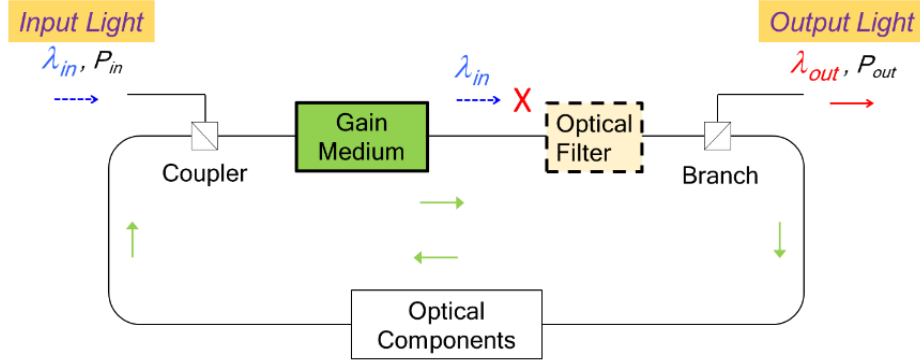 Input Light
Output Light
λin, Pin
λin
X
λout, Pout
Gain
Medium
Optical
Filter
Coupler
Branch
Optical
Components